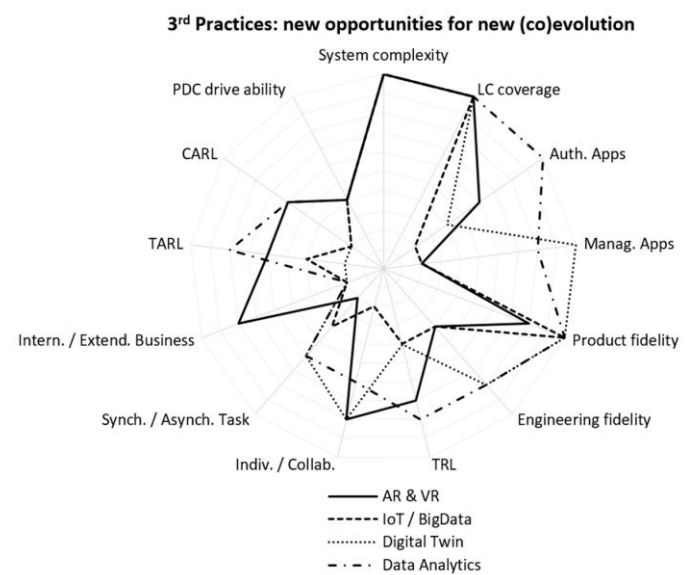 3rd Practices: new opportunities for new (co)evolution
System complexity
PDC drive ability
LC coverage
CARL
Auth. Apps
TARL
Manag. Apps
Intern. / Extend. Business
Product fidelity
Synch. / Asynch. Task
Engineering fidelity
Indiv. / Collab.
TRL
AR & VR
IoT / BigData
Digital Twin
Data Analytics